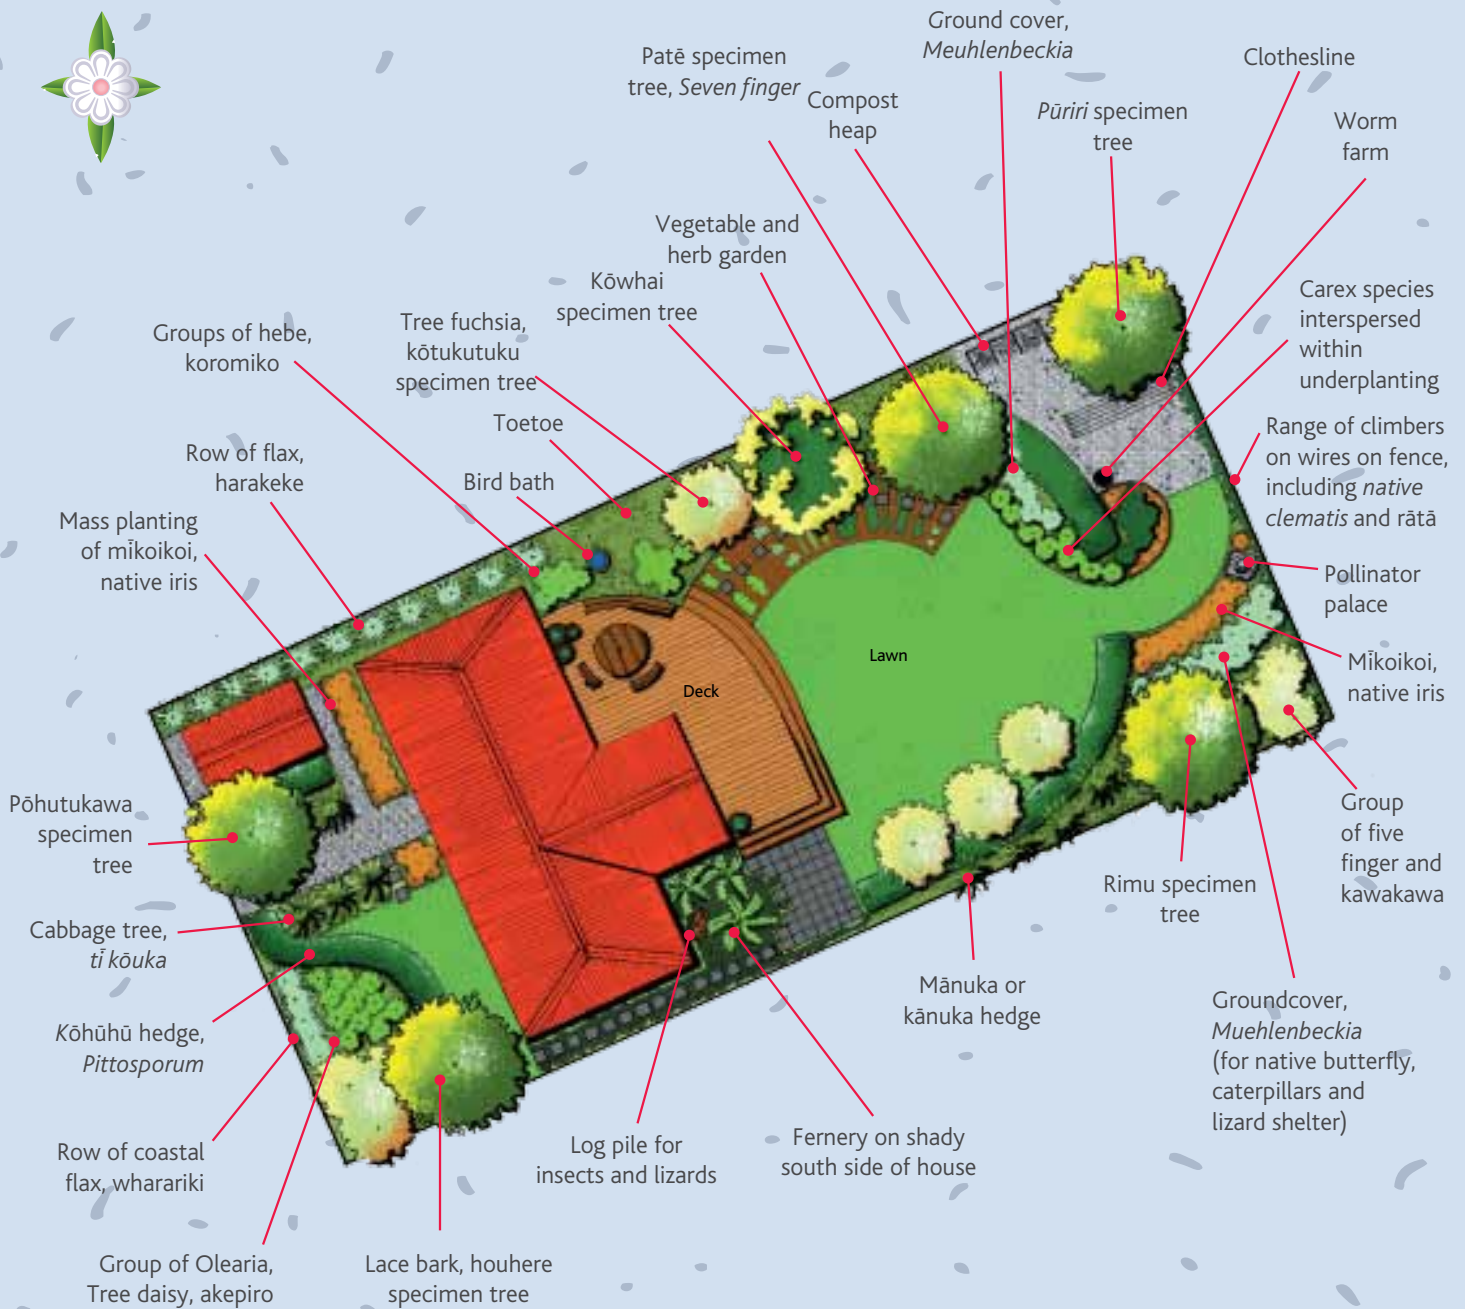 Ground cover,
Meuhlenbeckia
Patē specimen
tree, Seven finger
Clothesline
Compost
heap
Pūriri specimen
tree
Worm
farm
Vegetable and
herb garden
Kōwhai
specimen tree
Carex species
interspersed
within
underplanting
Tree fuchsia,
kōtukutuku
specimen tree
Groups of hebe,
koromiko
Toetoe
Range of climbers
on wires on fence,
including native
clematis and rātā
Row of flax,
harakeke
Bird bath
Mass planting
of mīkoikoi,
native iris
Pollinator
palace
Lawn
Deck
Mīkoikoi,
native iris
Pōhutukawa
specimen
tree
Group
of five
finger and
kawakawa
Rimu specimen
tree
Cabbage tree,
tī kōuka
Mānuka or
kānuka hedge
Groundcover,
Muehlenbeckia
(for native butterfly,
caterpillars and
lizard shelter)
Kōhūhū hedge,
Pittosporum
Row of coastal
flax, wharariki
Log pile for
insects and lizards
Fernery on shady
south side of house
Group of Olearia,
Tree daisy, akepiro
Lace bark, houhere
specimen tree